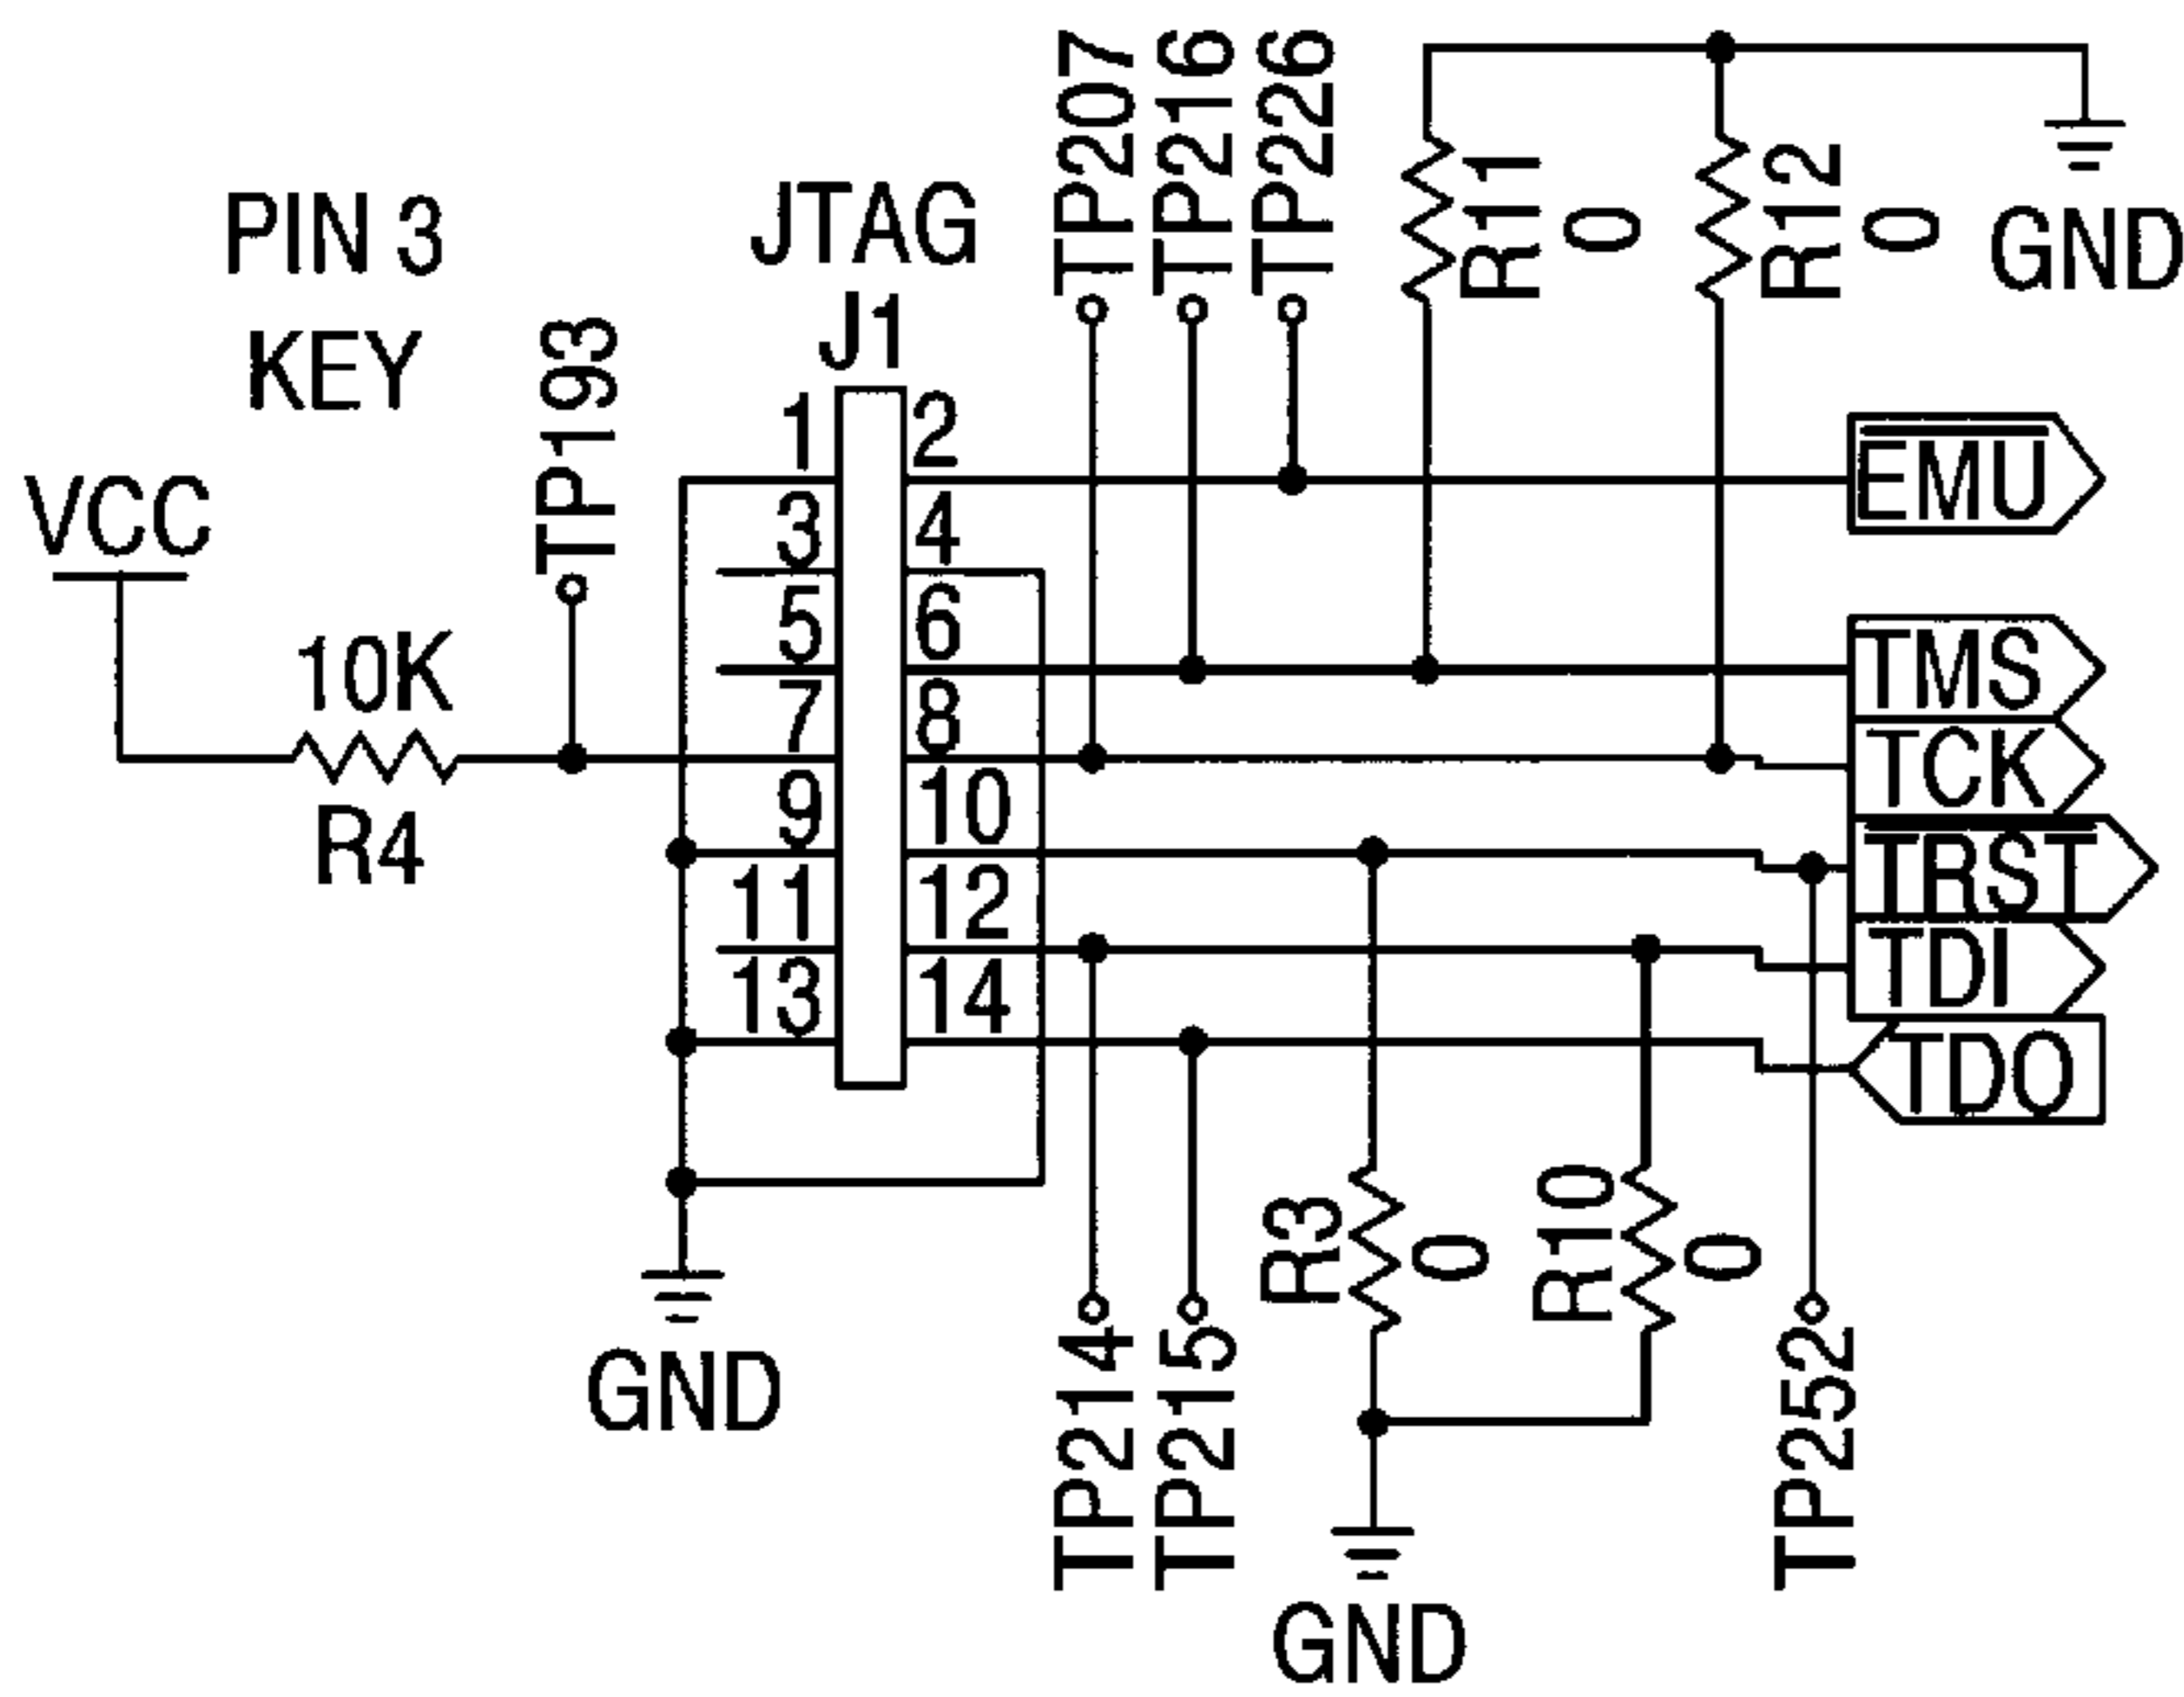 TP207
TP216
TP226
R11
0
R12
0
GND
PIN 3
KEY
JTAG
J1
TP193
VCC
10K
R4
1
2
3
4
5
6
7
8
9
10
11
12
13
14
EMU
TMS
TCK
TRST
TDI
TDO
GND
TP214
TP215
R3
0
R10
0
TP252
GND